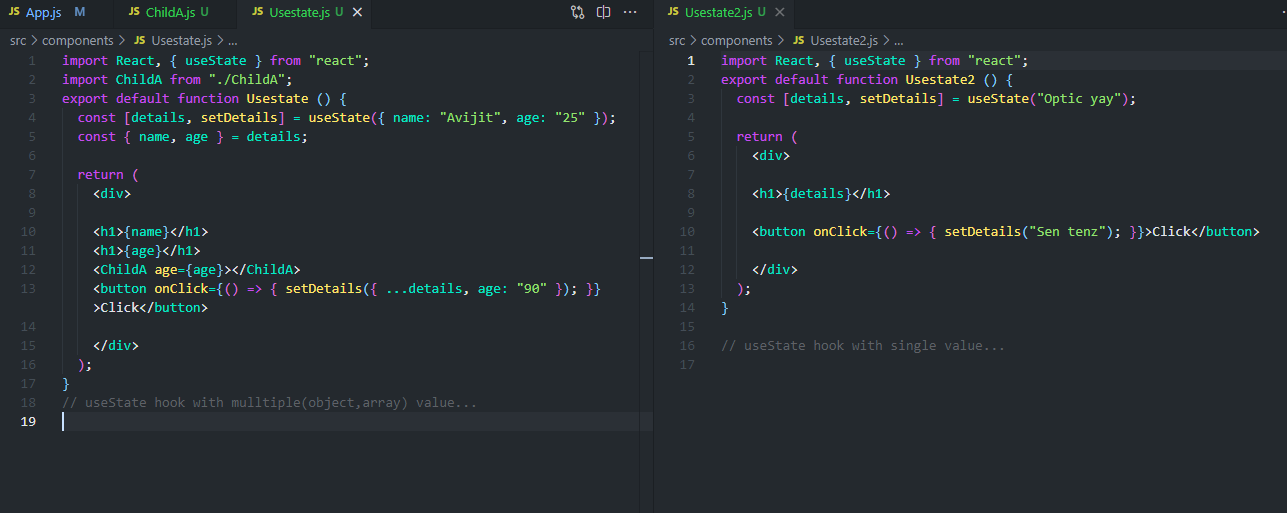 JS App.js M JS ChildA.js U JS Usestate.js U ×
src > components > JS Usestate.js > ...
1 import React, { useState } from "react";
2 import ChildA from "./ChildA";
3 export default function Usestate () {
4 const [details, setDetails] = useState({ name: "Avijit", age: "25" });
5 const { name, age } = details;
6
7 return (
8 <div>
9
10 <h1>{name}</h1>
11 <h1>{age}</h1>
12 <ChildA age={age}></ChildA>
13 <button onClick={() => { setDetails({ ...details, age: "90" }); }}
>Click</button>
14
15 </div>
16 );
17 }
18 // useState hook with mulltiple(object,array) value...
19
JS Usestate2.js U ×
src > components > JS Usestate2.js > ...
1 import React, { useState } from "react";
2 export default function Usestate2 () {
3 const [details, setDetails] = useState("Optic yay");
4
5 return (
6 <div>
7
8 <h1>{details}</h1>
9
10 <button onClick={() => { setDetails("Sen tenz"); }}>Click</button>
11
12 </div>
13 );
14 }
15
16 // useState hook with single value...
17